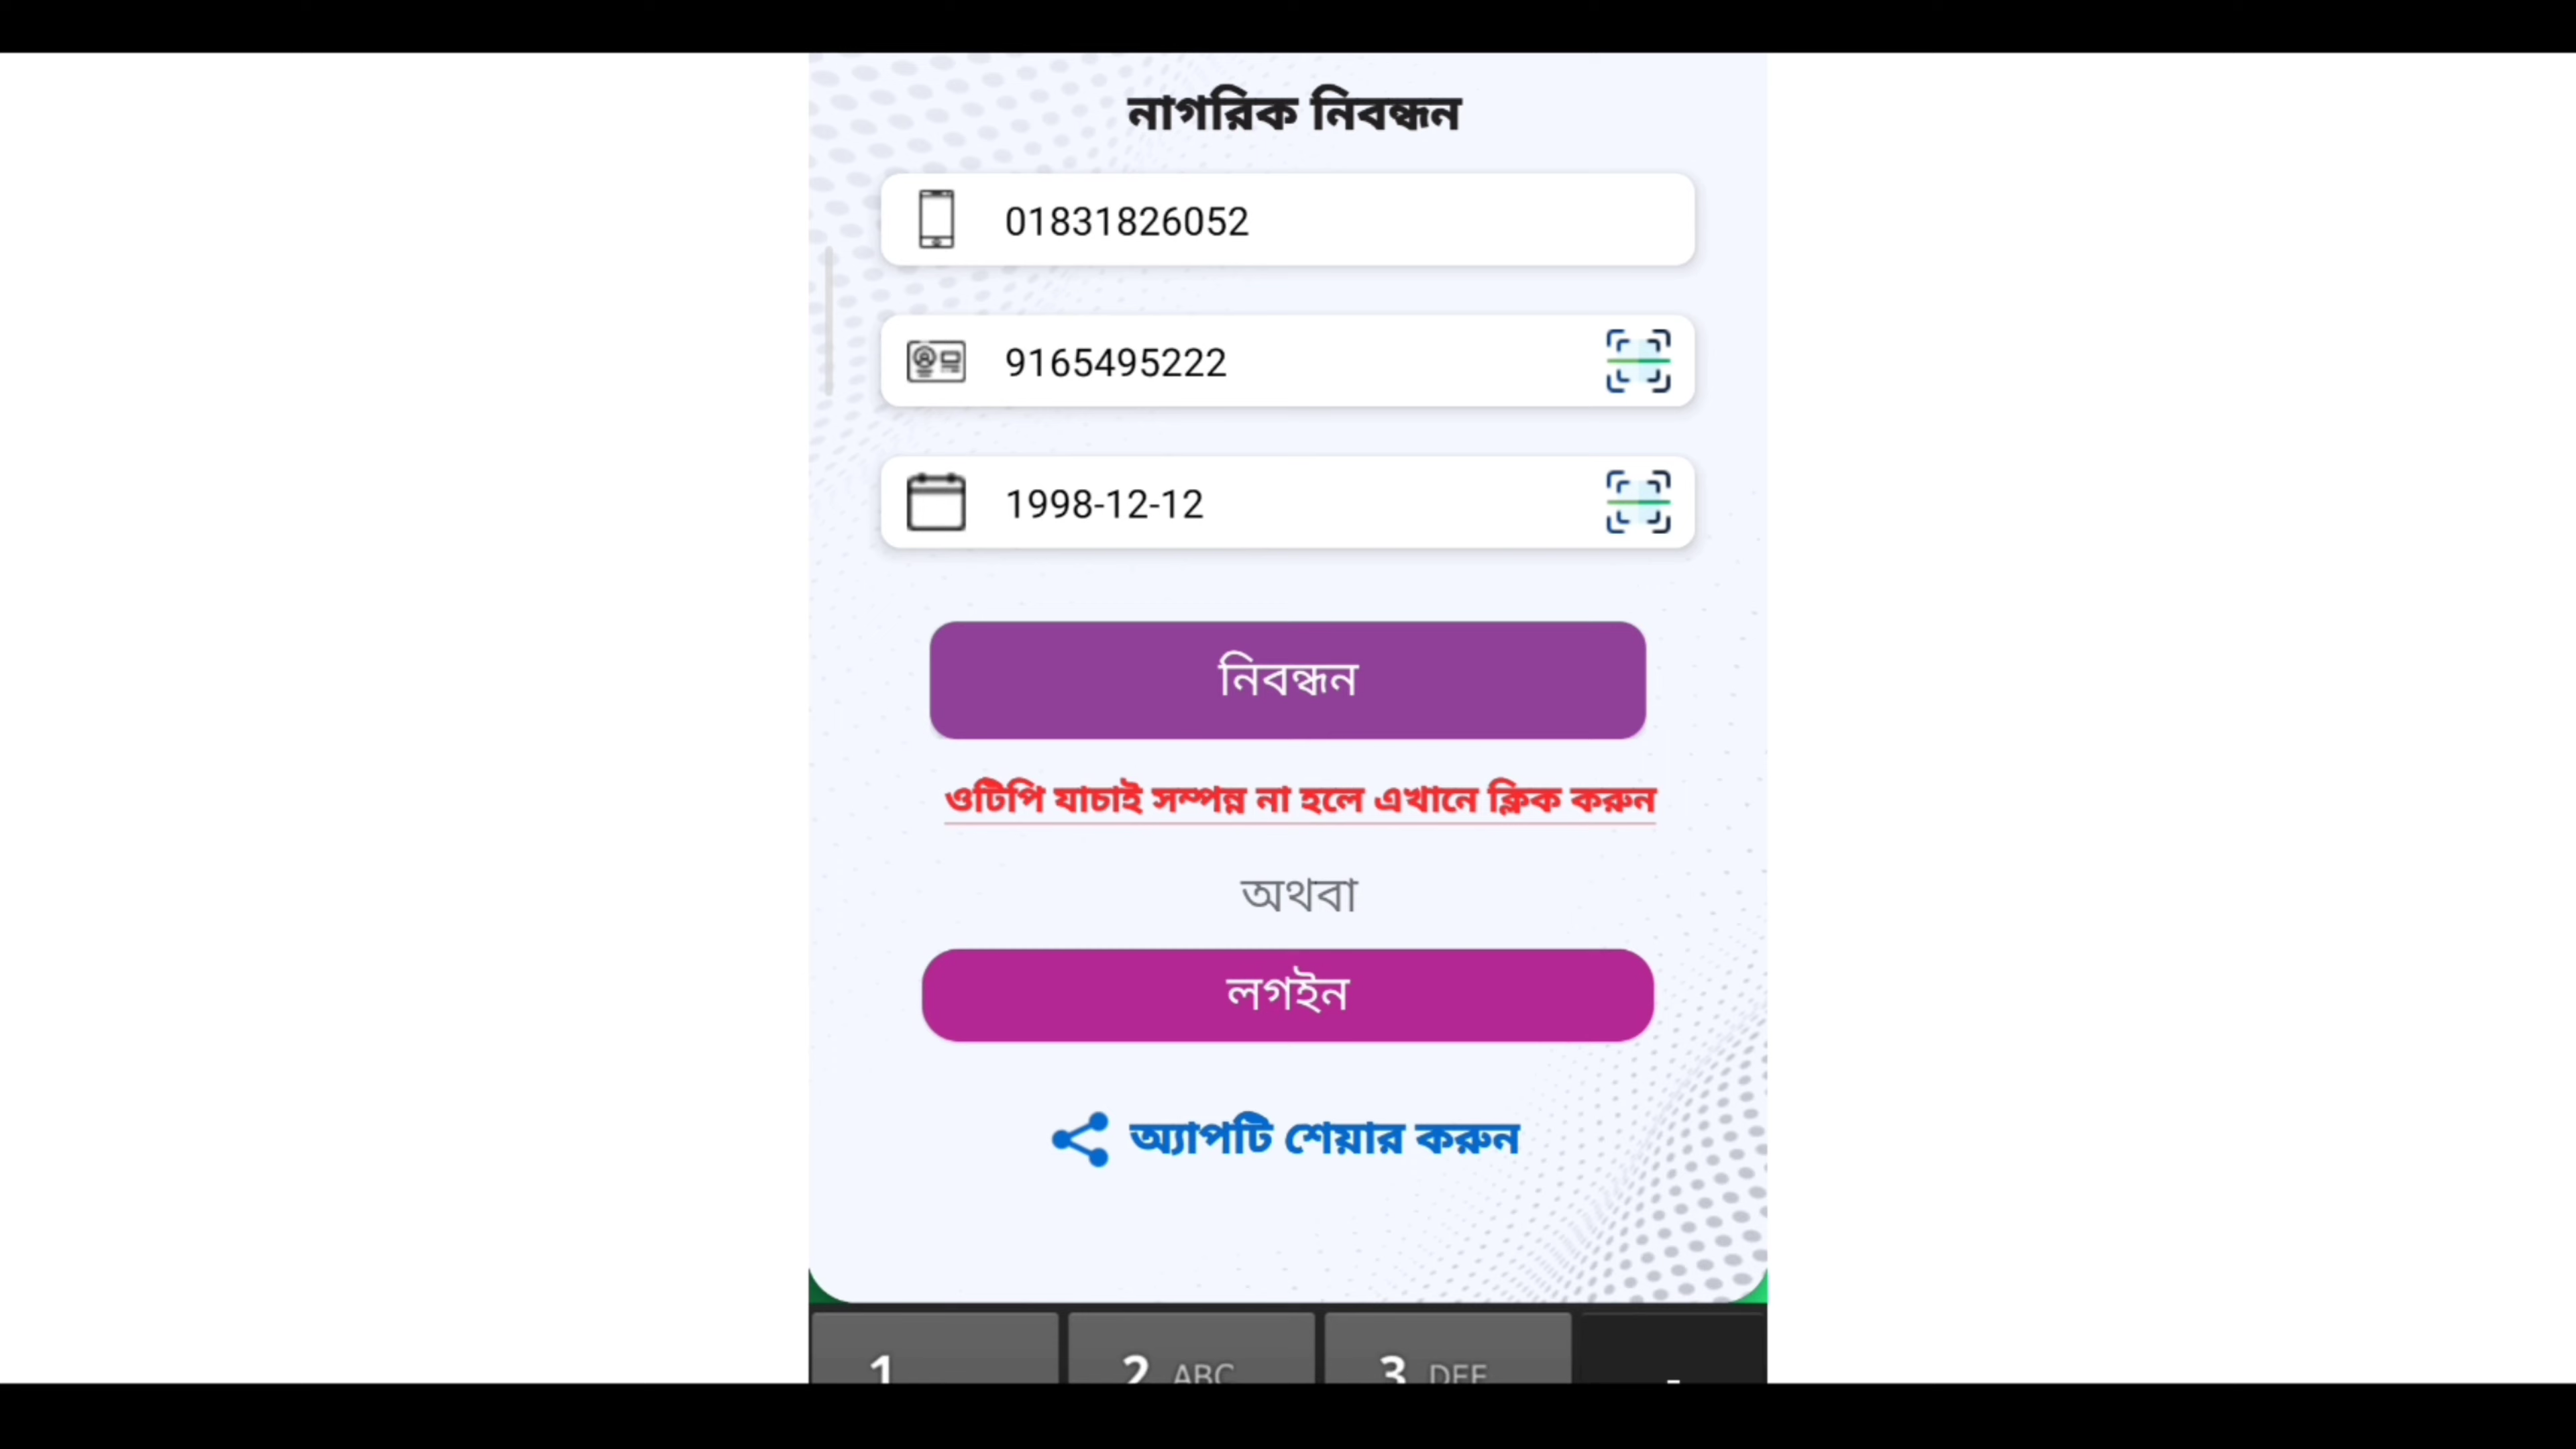 নাগরিক নিবন্ধন
01831826052
9165495222
1998-12-12
নিবন্ধন
ওটিপি যাচাই সম্পন্ন না হলে এখানে ক্লিক করুন
অথবা
লগইন
অ্যাপটি শেয়ার করুন
1 2 ABC 3 DEF -